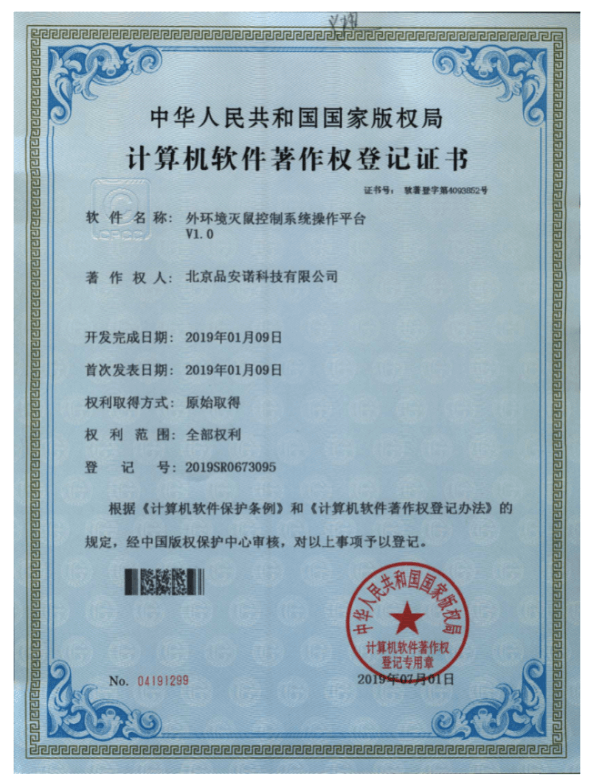 中华人民共和国国家版权局
计算机软件著作权登记证书
证书号： 软著登字第4093852号
软件名称： 外环境灭鼠控制系统操作平台
V1.0
著作权人： 北京品安诺科技有限公司
开发完成日期： 2019年01月09日
首次发表日期： 2019年01月09日
权利取得方式： 原始取得
权利范围： 全部权利
登记号： 2019SR0673095
根据《计算机软件保护条例》和《计算机软件著作权登记办法》的
规定，经中国版权保护中心审核，对以上事项予以登记。
中华人民共和国国家版权局
计算机软件著作权
登记专用章
No. 04191299
2019年07月01日